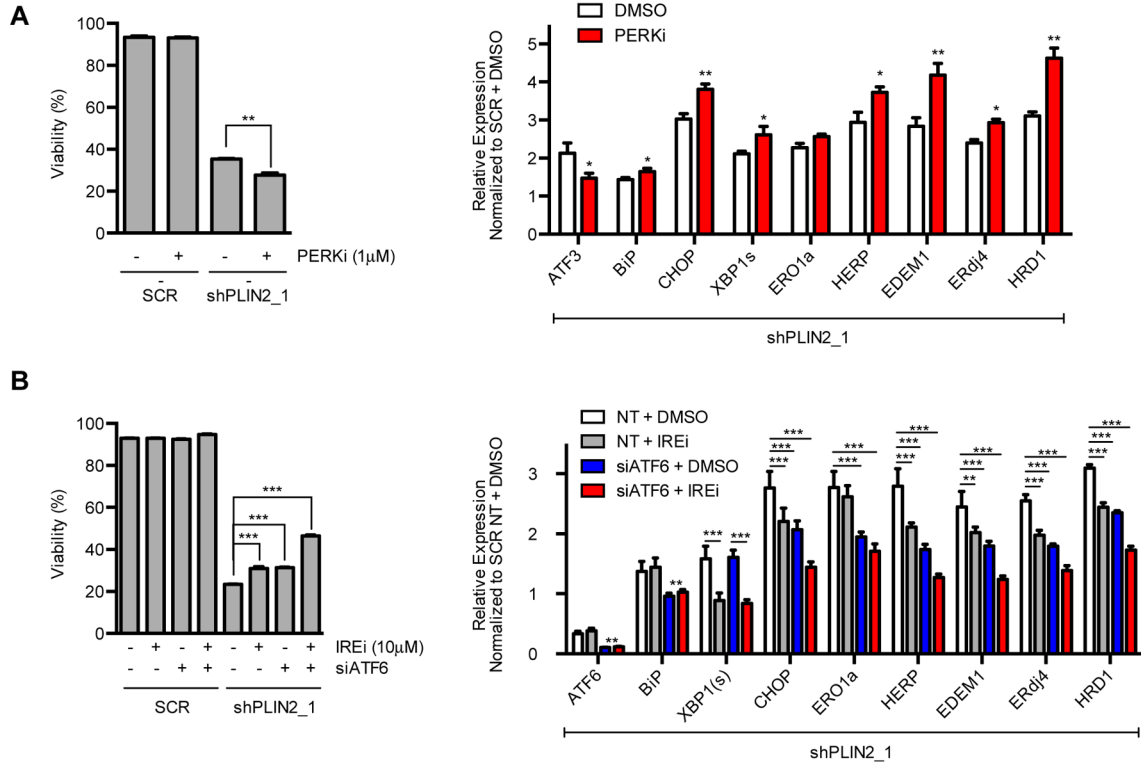 A
Viability (%)
100
80
60
40
20
0
**
- + - + PERKi (1µM)
- -
SCR shPLIN2_1
DMSO
PERKi
Relative Expression
Normalized to SCR + DMSO
5
4
3
2
1
0
* * ** * * ** * **
ATF3 BiP CHOP XBP1s ERO1a HERP EDEM1 ERdj4 HRD1
shPLIN2_1
B
Viability (%)
100
80
60
40
20
0
***
***
***
- + - + - + - + IREi (10µM)
- - + + - - + + siATF6
SCR shPLIN2_1
NT + DMSO
NT + IREi
siATF6 + DMSO
siATF6 + IREi
Relative Expression
Normalized to SCR NT + DMSO
3
2
1
0
*** *** *** *** *** ***
*** *** *** *** *** ***
*** *** ** *** ***
*** ***
**
**
ATF6 BiP XBP1(s) CHOP ERO1a HERP EDEM1 ERdj4 HRD1
shPLIN2_1